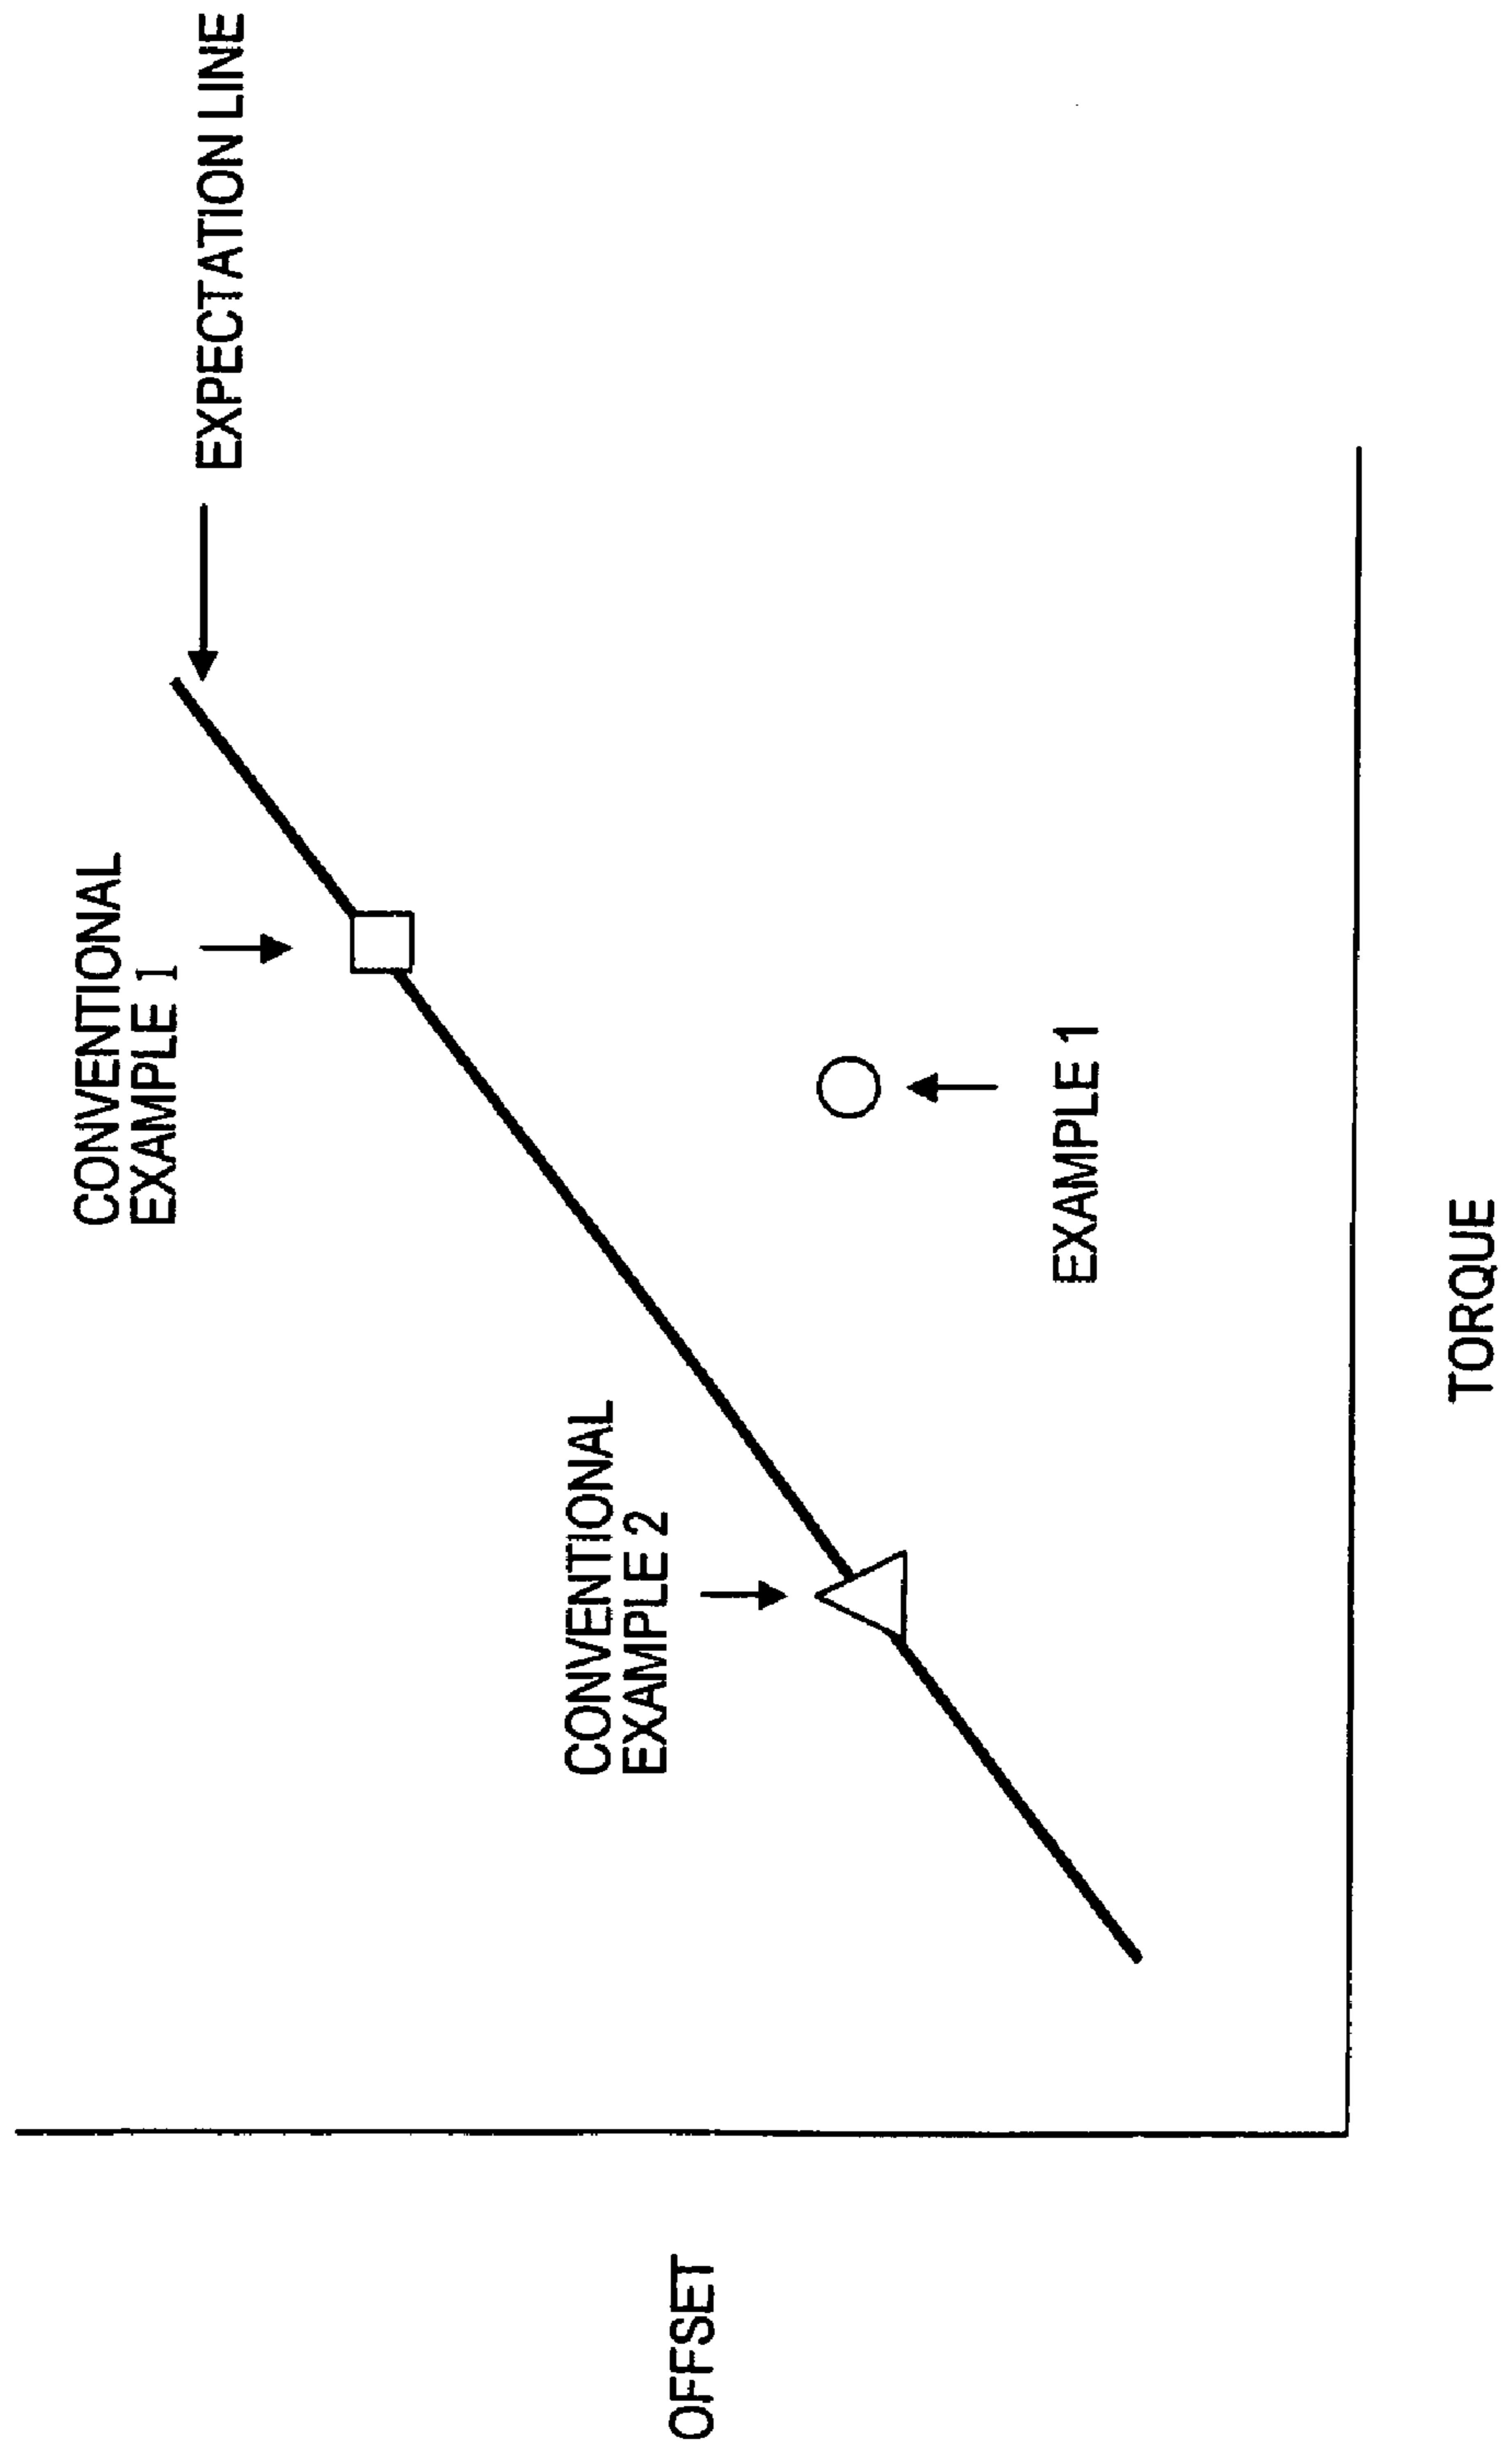 CONVENTIONAL
EXAMPLE 1
EXPECTATION LINE
CONVENTIONAL
EXAMPLE 2
OFFSET
EXAMPLE 1
TORQUE